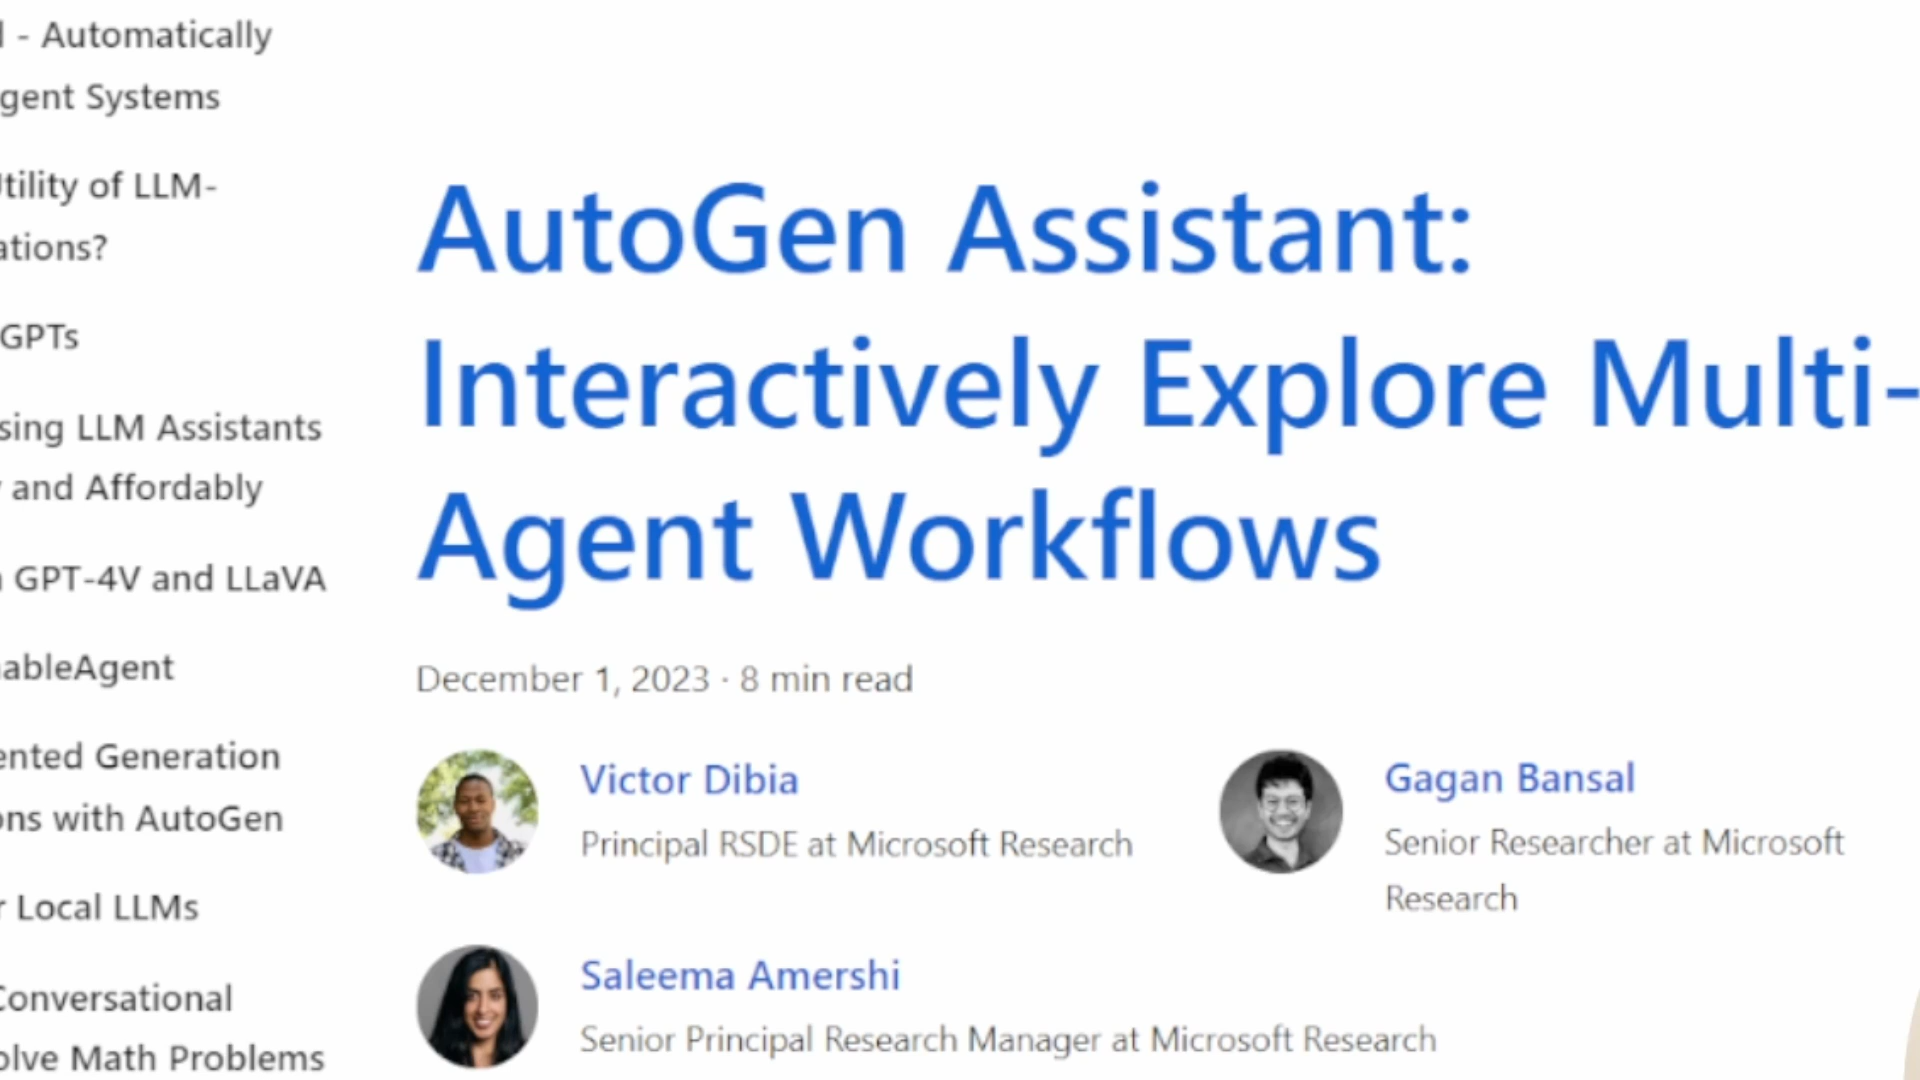 - Automatically
gent Systems
tility of LLM-
ations?
GPTs
sing LLM Assistants
and Affordably
GPT-4V and LLaVA
ableAgent
ented Generation
ons with AutoGen
r Local LLMs
Conversational
olve Math Problems
AutoGen Assistant:
Interactively Explore Multi-
Agent Workflows
December 1, 2023 · 8 min read
Victor Dibia
Principal RSDE at Microsoft Research
Gagan Bansal
Senior Researcher at Microsoft
Research
Saleema Amershi
Senior Principal Research Manager at Microsoft Research